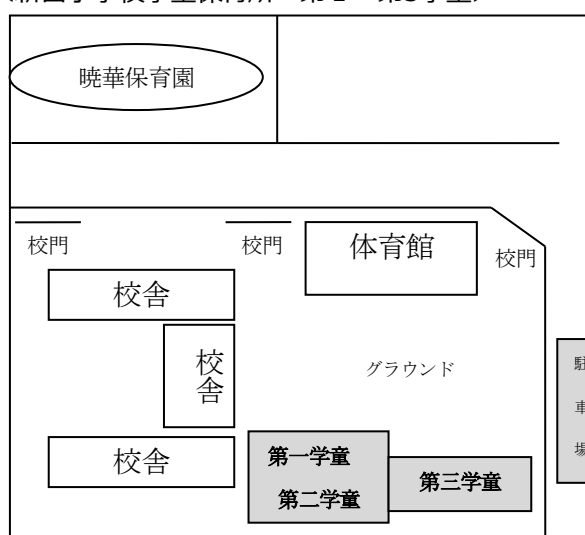 暁華保育園
校門
校門
体育館
校門
校舎
校舎
グラウンド
駐車場
校舎
第一学童
第二学童
第三学童